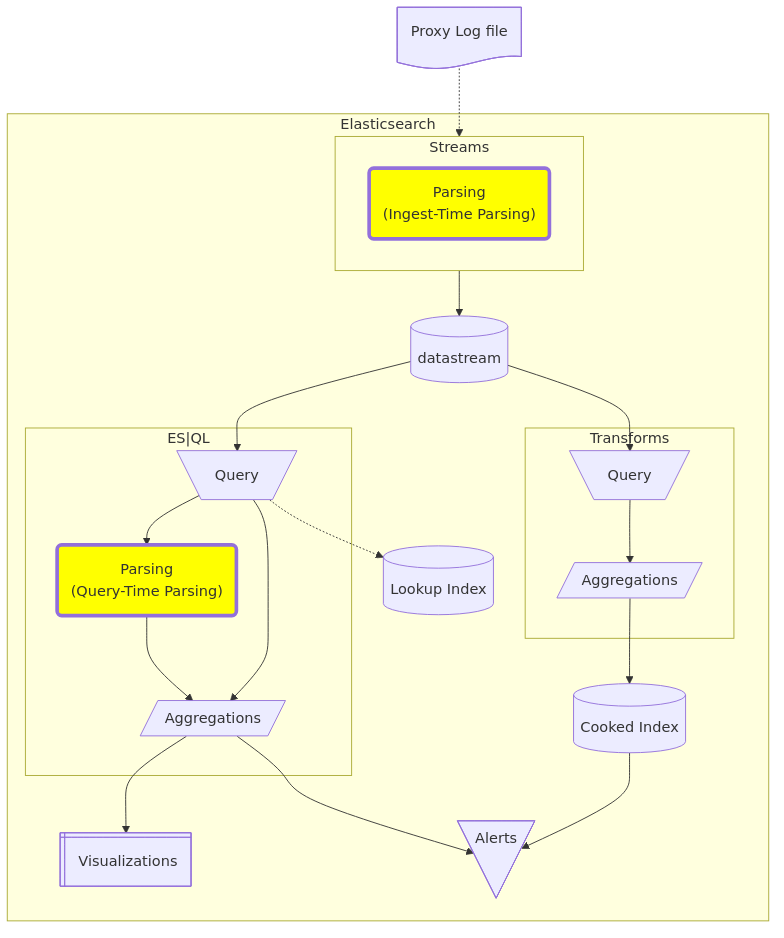 Proxy Log file
Elasticsearch
Streams
Parsing
(Ingest-Time Parsing)
datastream
ES|QL
Transforms
Query
Query
Parsing
(Query-Time Parsing)
Lookup Index
Aggregations
Aggregations
Cooked Index
Alerts
Visualizations